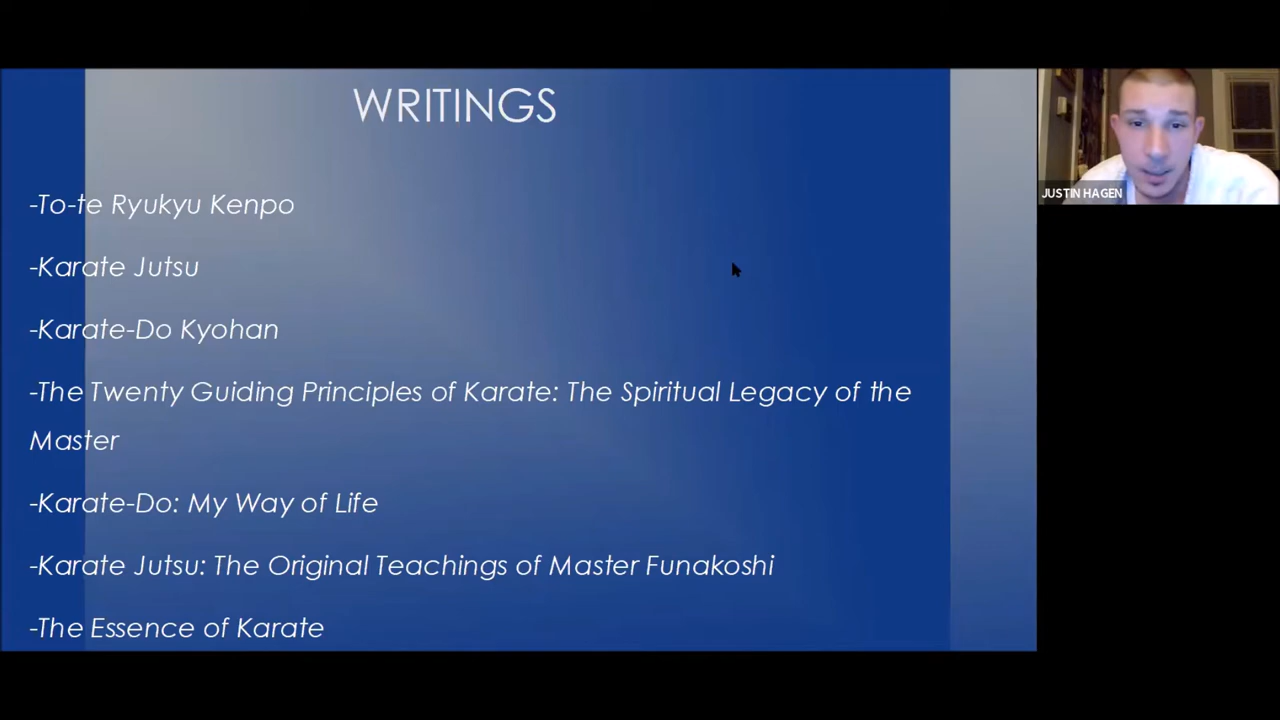 WRITINGS
-To-te Ryukyu Kenpo
-Karate Jutsu
-Karate-Do Kyohan
-The Twenty Guiding Principles of Karate: The Spiritual Legacy of the
Master
-Karate-Do: My Way of Life
-Karate Jutsu: The Original Teachings of Master Funakoshi
-The Essence of Karate
JUSTIN HAGEN